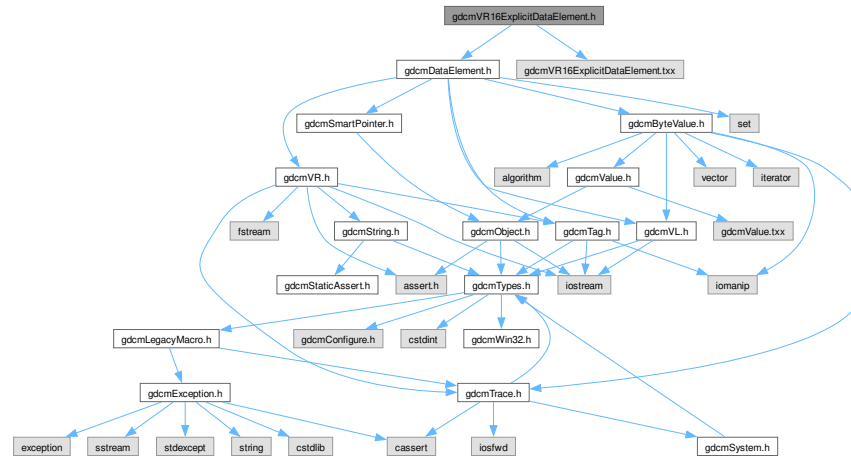 gdcmVR16ExplicitDataElement.h
gdcmDataElement.h
gdcmVR16ExplicitDataElement.txx
gdcmSmartPointer.h
gdcmByteValue.h
set
gdcmVR.h
algorithm
gdcmValue.h
vector
iterator
fstream
gdcmString.h
gdcmObject.h
gdcmTag.h
gdcmVL.h
gdcmValue.txx
gdcmStaticAssert.h
assert.h
gdcmTypes.h
iostream
iomanip
gdcmLegacyMacro.h
gdcmConfigure.h
cstdint
gdcmWin32.h
gdcmException.h
gdcmTrace.h
exception
sstream
stdexcept
string
cstdlib
cassert
iosfwd
gdcmSystem.h